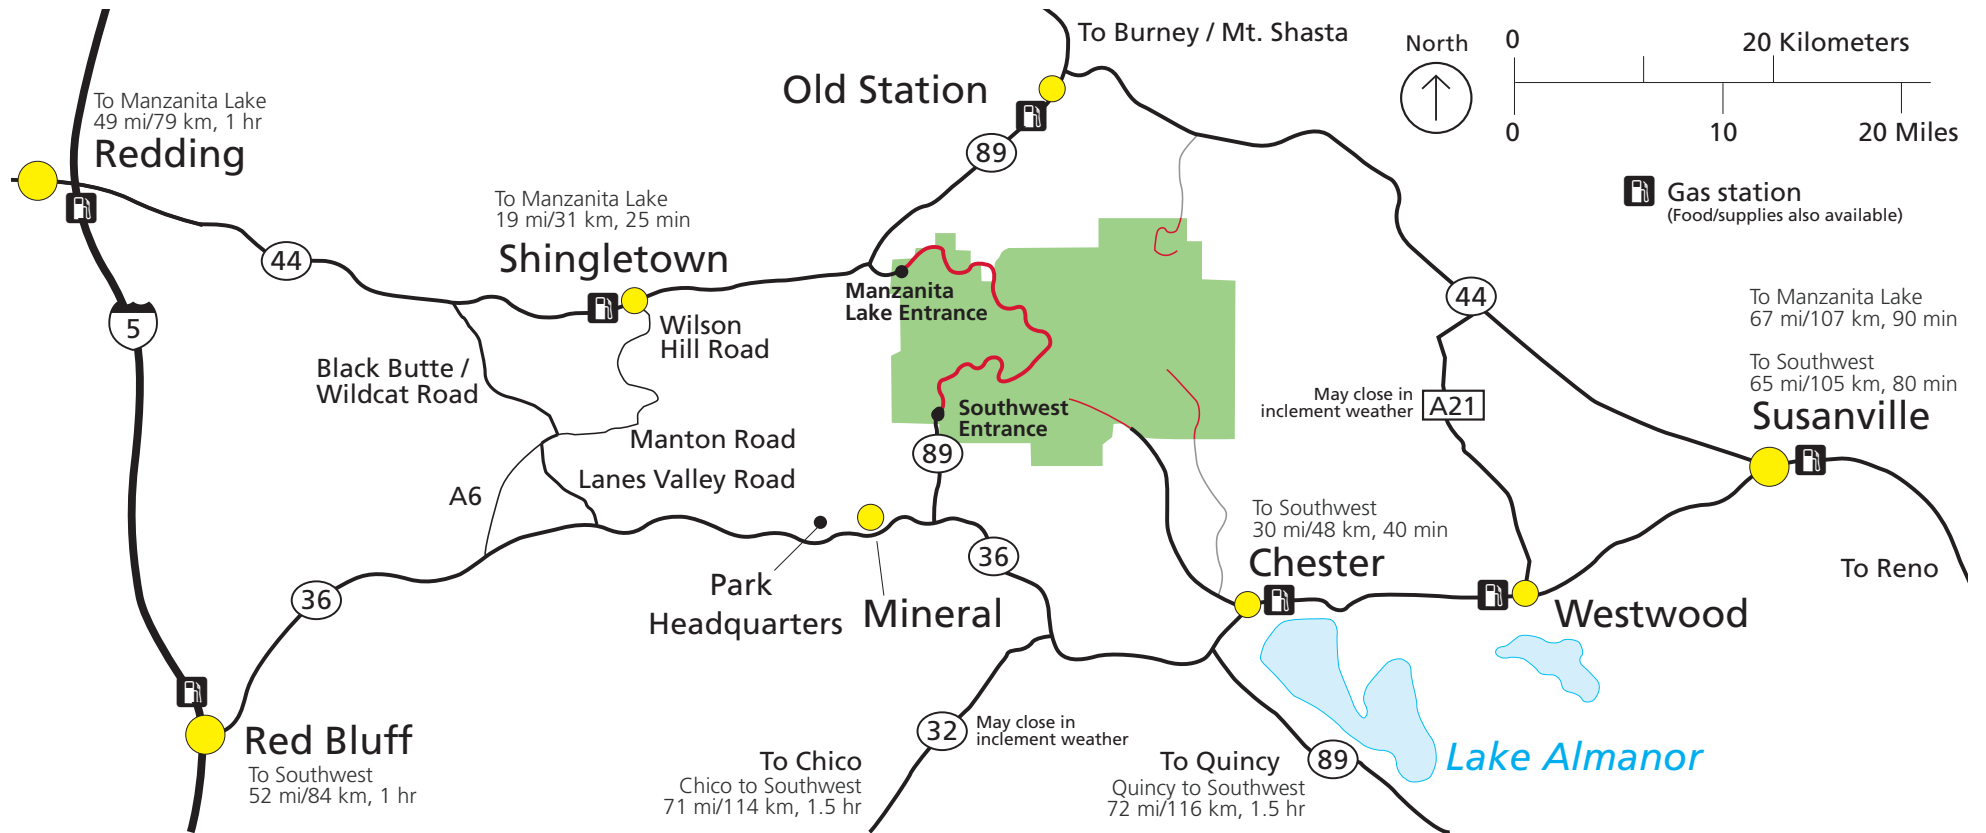 To Burney / Mt. Shasta
North
0
20 Kilometers
0
10
20 Miles
Old Station
To Manzanita Lake
49 mi/79 km, 1 hr
Redding
89
Gas station
(Food/supplies also available)
To Manzanita Lake
19 mi/31 km, 25 min
Shingletown
44
Manzanita
Lake Entrance
44
To Manzanita Lake
67 mi/107 km, 90 min
To Southwest
65 mi/105 km, 80 min
Susanville
5
Wilson
Hill Road
Black Butte /
Wildcat Road
May close in
inclement weather
A21
Southwest
Entrance
Manton Road
89
Lanes Valley Road
A6
To Southwest
30 mi/48 km, 40 min
Chester
36
To Reno
36
Park
Headquarters
Mineral
Westwood
Red Bluff
To Southwest
52 mi/84 km, 1 hr
32
May close in
inclement weather
To Chico
Chico to Southwest
71 mi/114 km, 1.5 hr
To Quincy
Quincy to Southwest
72 mi/116 km, 1.5 hr
89
Lake Almanor